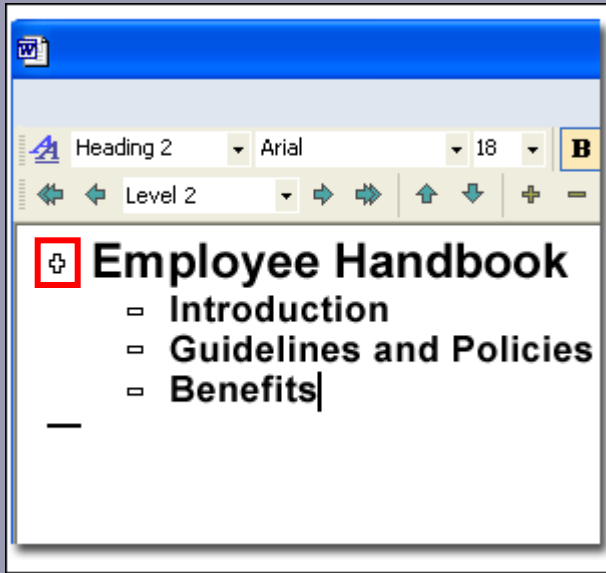 Heading 2 Arial 18 B
Level 2
Employee Handbook
Introduction
Guidelines and Policies
Benefits